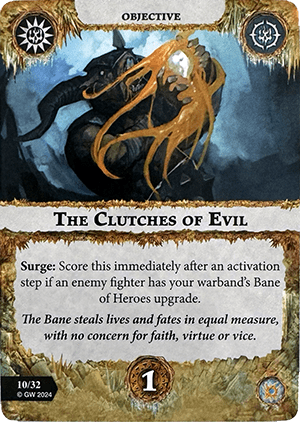 OBJECTIVE
THE CLUTCHES OF EVIL
Surge: Score this immediately after an activation
step if an enemy fighter has your warband's Bane
of Heroes upgrade.
The Bane steals lives and fates in equal measure,
with no concern for faith, virtue or vice.
10/32
© GW 2024
1